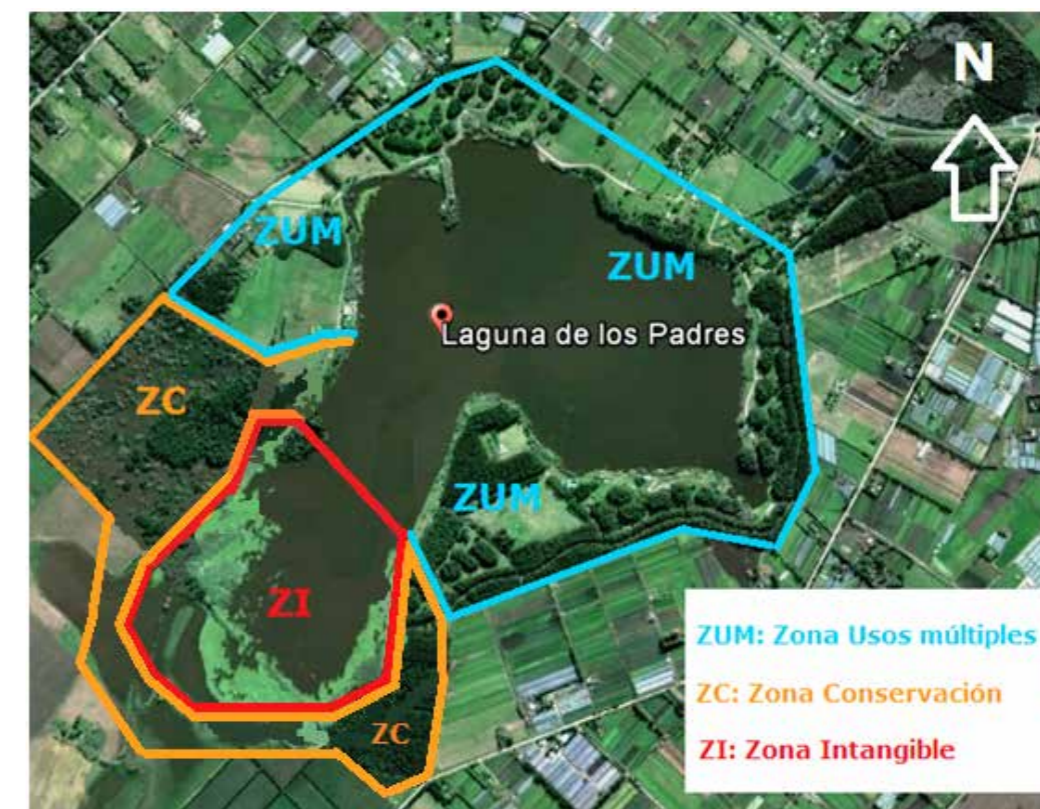 N
ZUM
ZUM
Laguna de los Padres
ZC
ZUM
ZI
ZC
ZUM: Zona Usos múltiples
ZC: Zona Conservación
ZI: Zona Intangible